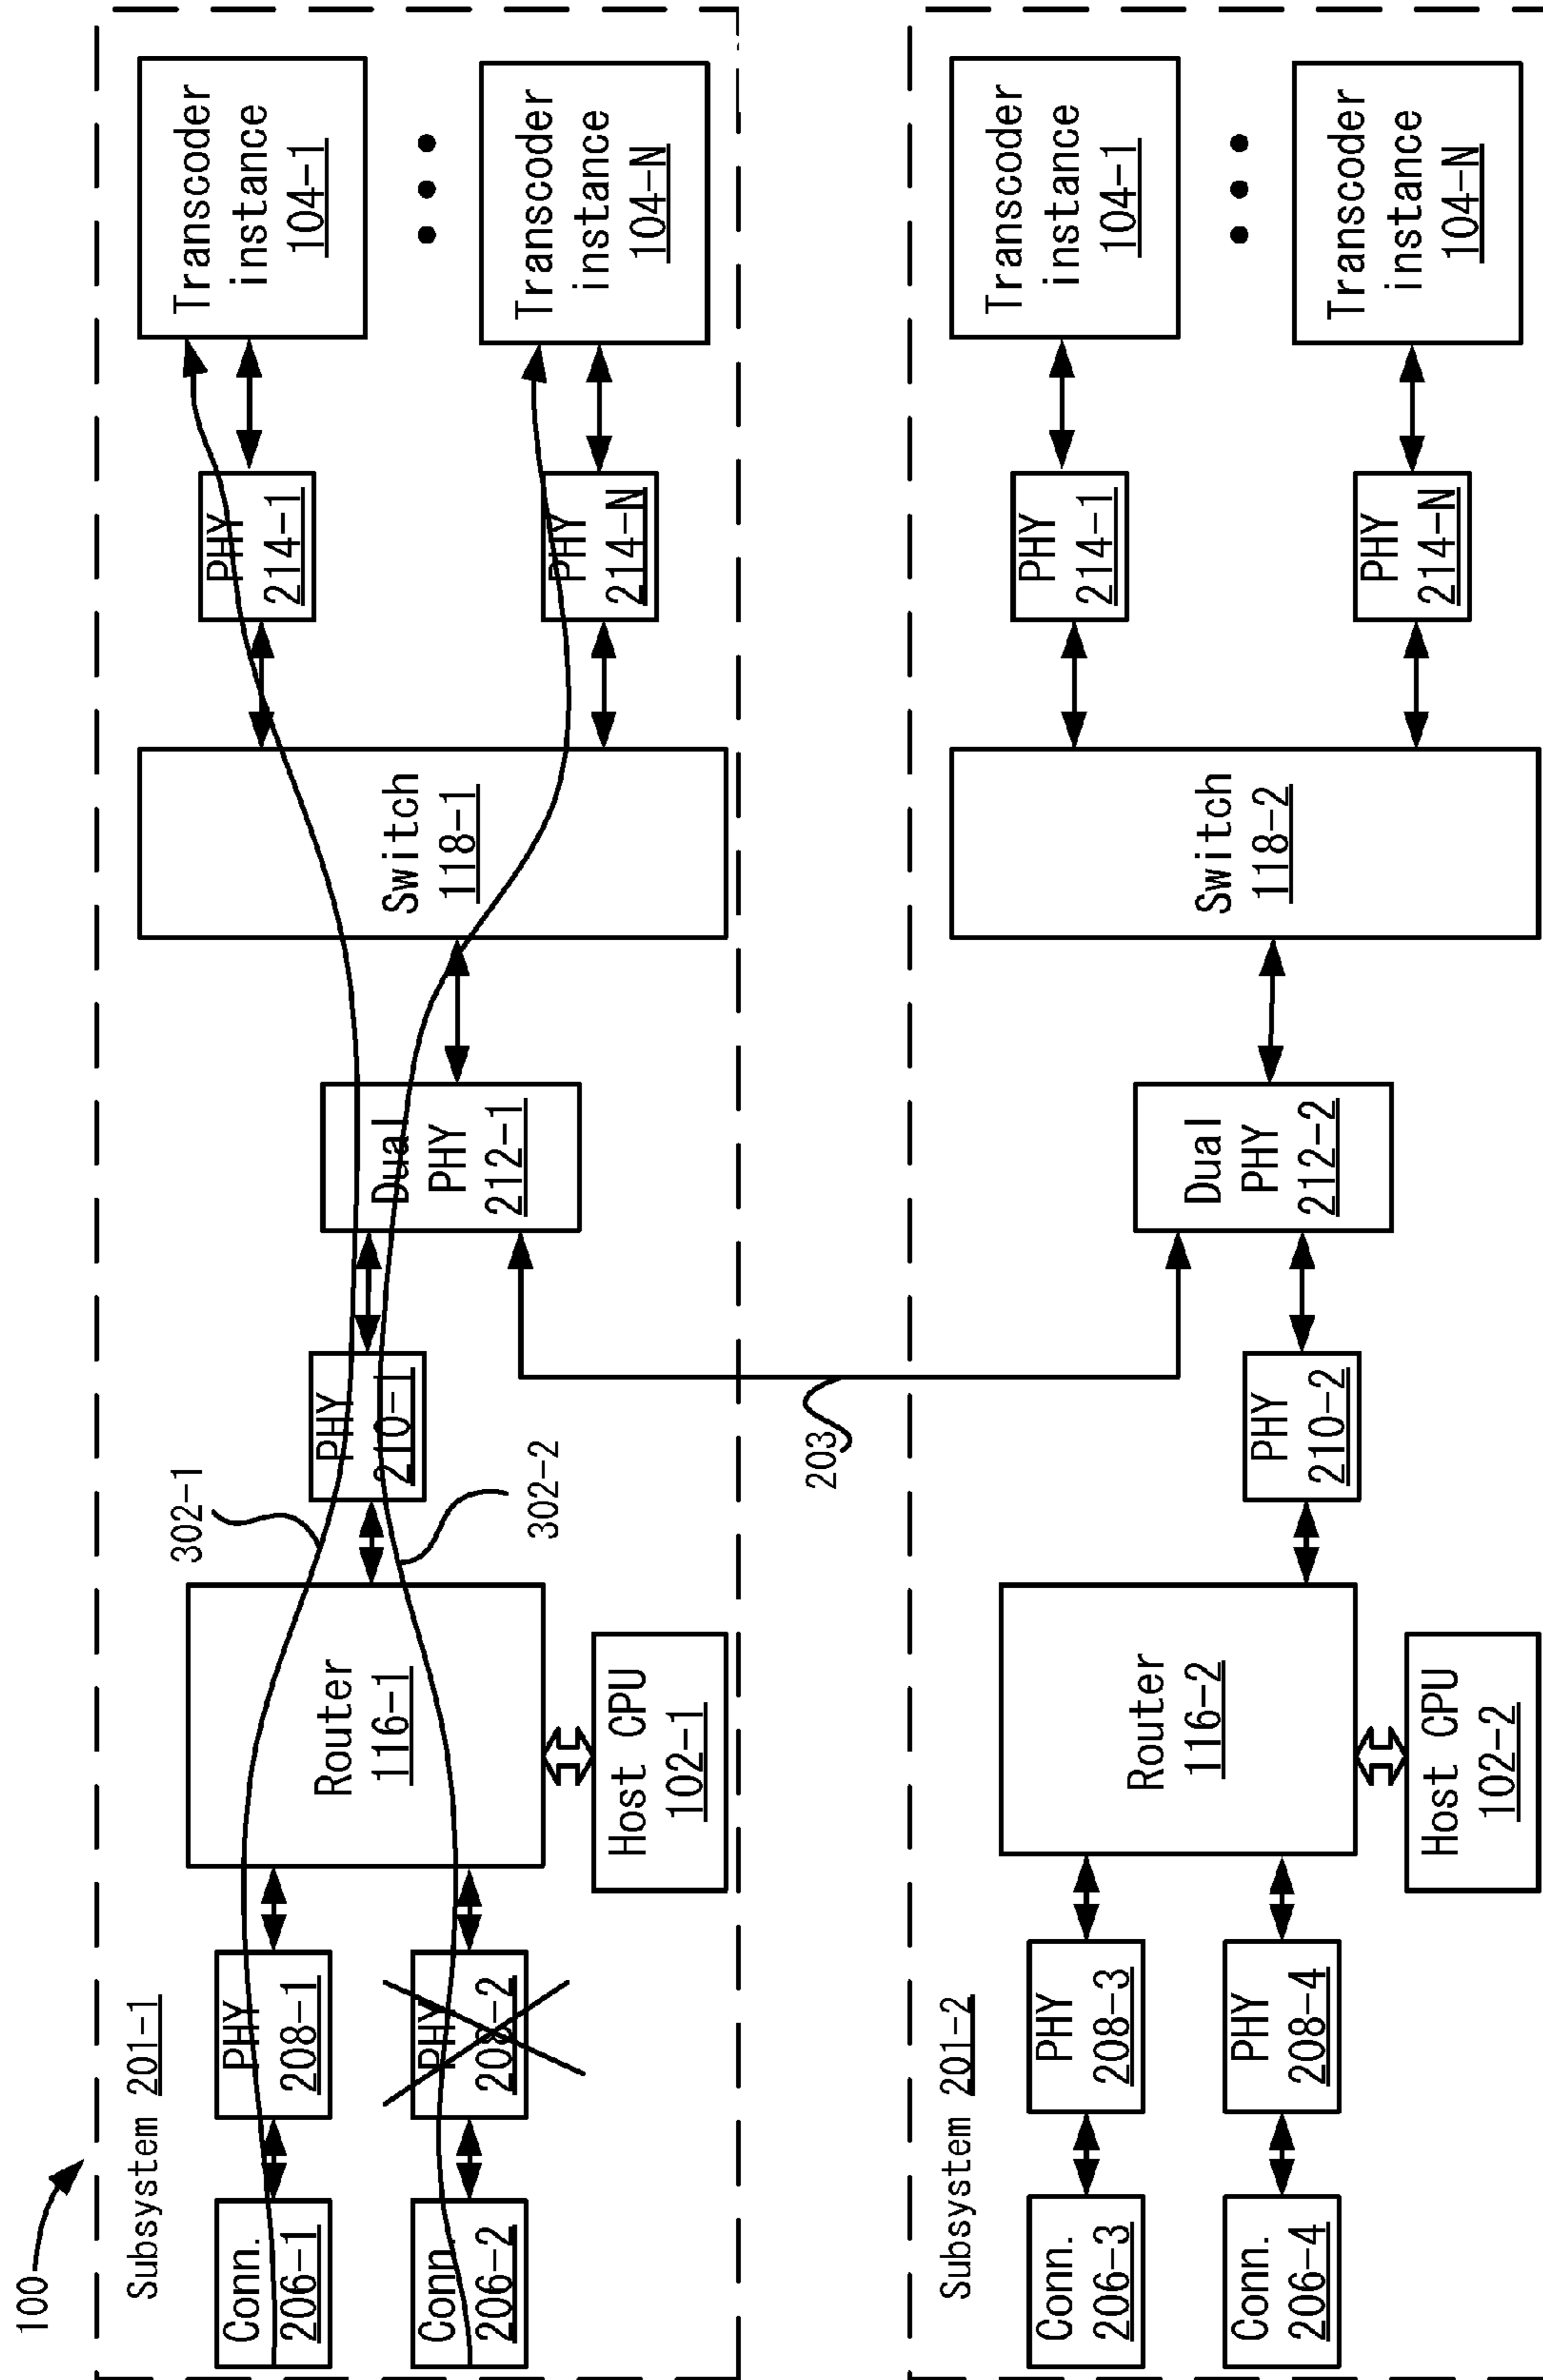 100
Subsystem 201-1
Conn.
206-1
PHY
208-1
Conn.
206-2
PHY
208-2
Router
116-1
Host CPU
102-1
302-1
302-2
PHY
210-1
Dual
PHY
212-1
Switch
118-1
PHY
214-1
PHY
214-N
Transcoder
instance
104-1
Transcoder
instance
104-N
203
Subsystem 201-2
Conn.
206-3
PHY
208-3
Conn.
206-4
PHY
208-4
Router
116-2
Host CPU
102-2
PHY
210-2
Dual
PHY
212-2
Switch
118-2
PHY
214-1
PHY
214-N
Transcoder
instance
104-1
Transcoder
instance
104-N